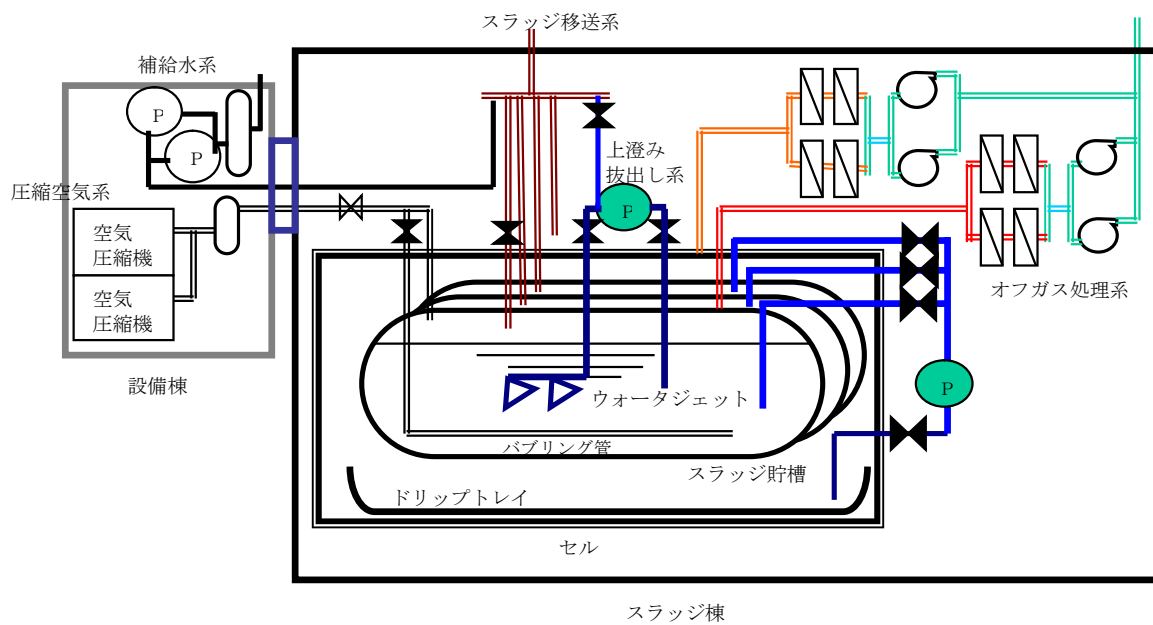 スラッジ移送系
補給水系
P
P
上澄み
抜出し系
P
圧縮空気系
空気
圧縮機
空気
圧縮機
オフガス処理系
設備棟
P
ウォータジェット
バブリング管
スラッジ貯槽
ドリップトレイ
セル
スラッジ棟